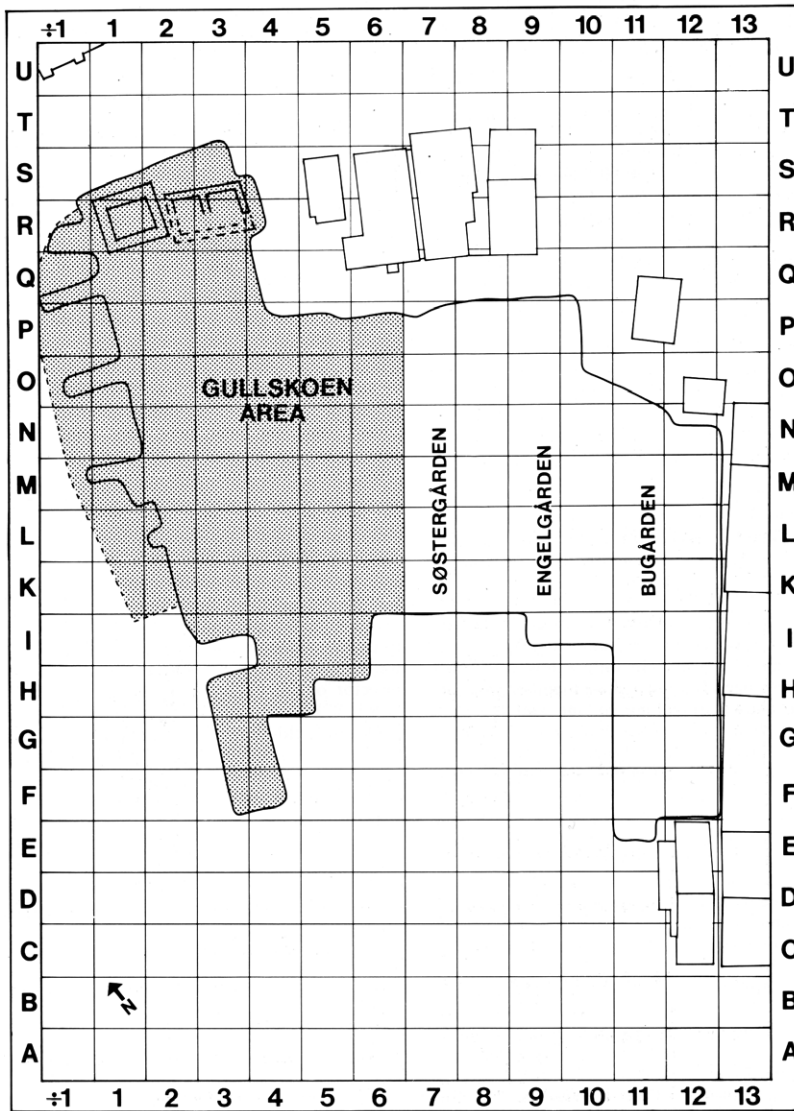 ÷1 1 2 3 4 5 6 7 8 9 10 11 12 13
U U
T T
S S
R R
Q Q
P P
O O
GULLSKOEN
AREA
N N
M M
L L
K K
SØSTERGÅRDEN
ENGELGÅRDEN
BUGÅRDEN
I I
H H
G G
F F
E E
D D
C C
B B
N
A A
÷1 1 2 3 4 5 6 7 8 9 10 11 12 13